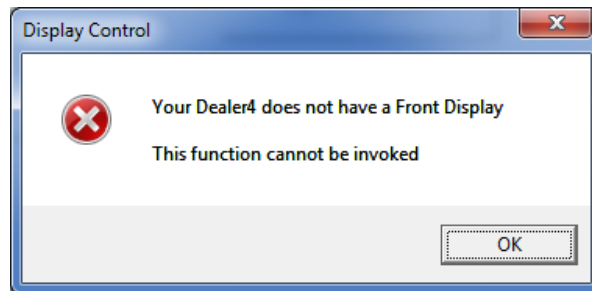 Display Control
Your Dealer4 does not have a Front Display
This function cannot be invoked
OK